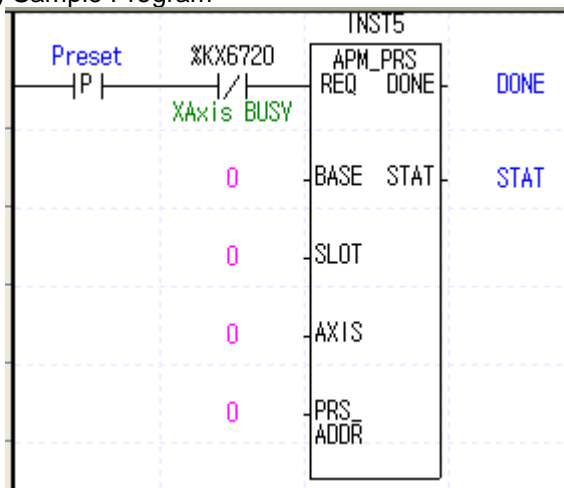 Sample Program
INST5
Preset %KX6720 APM_PRS
P REQ DONE DONE
XAxis BUSY
0 BASE STAT STAT
0 SLOT
0 AXIS
0 PRS_
ADDR